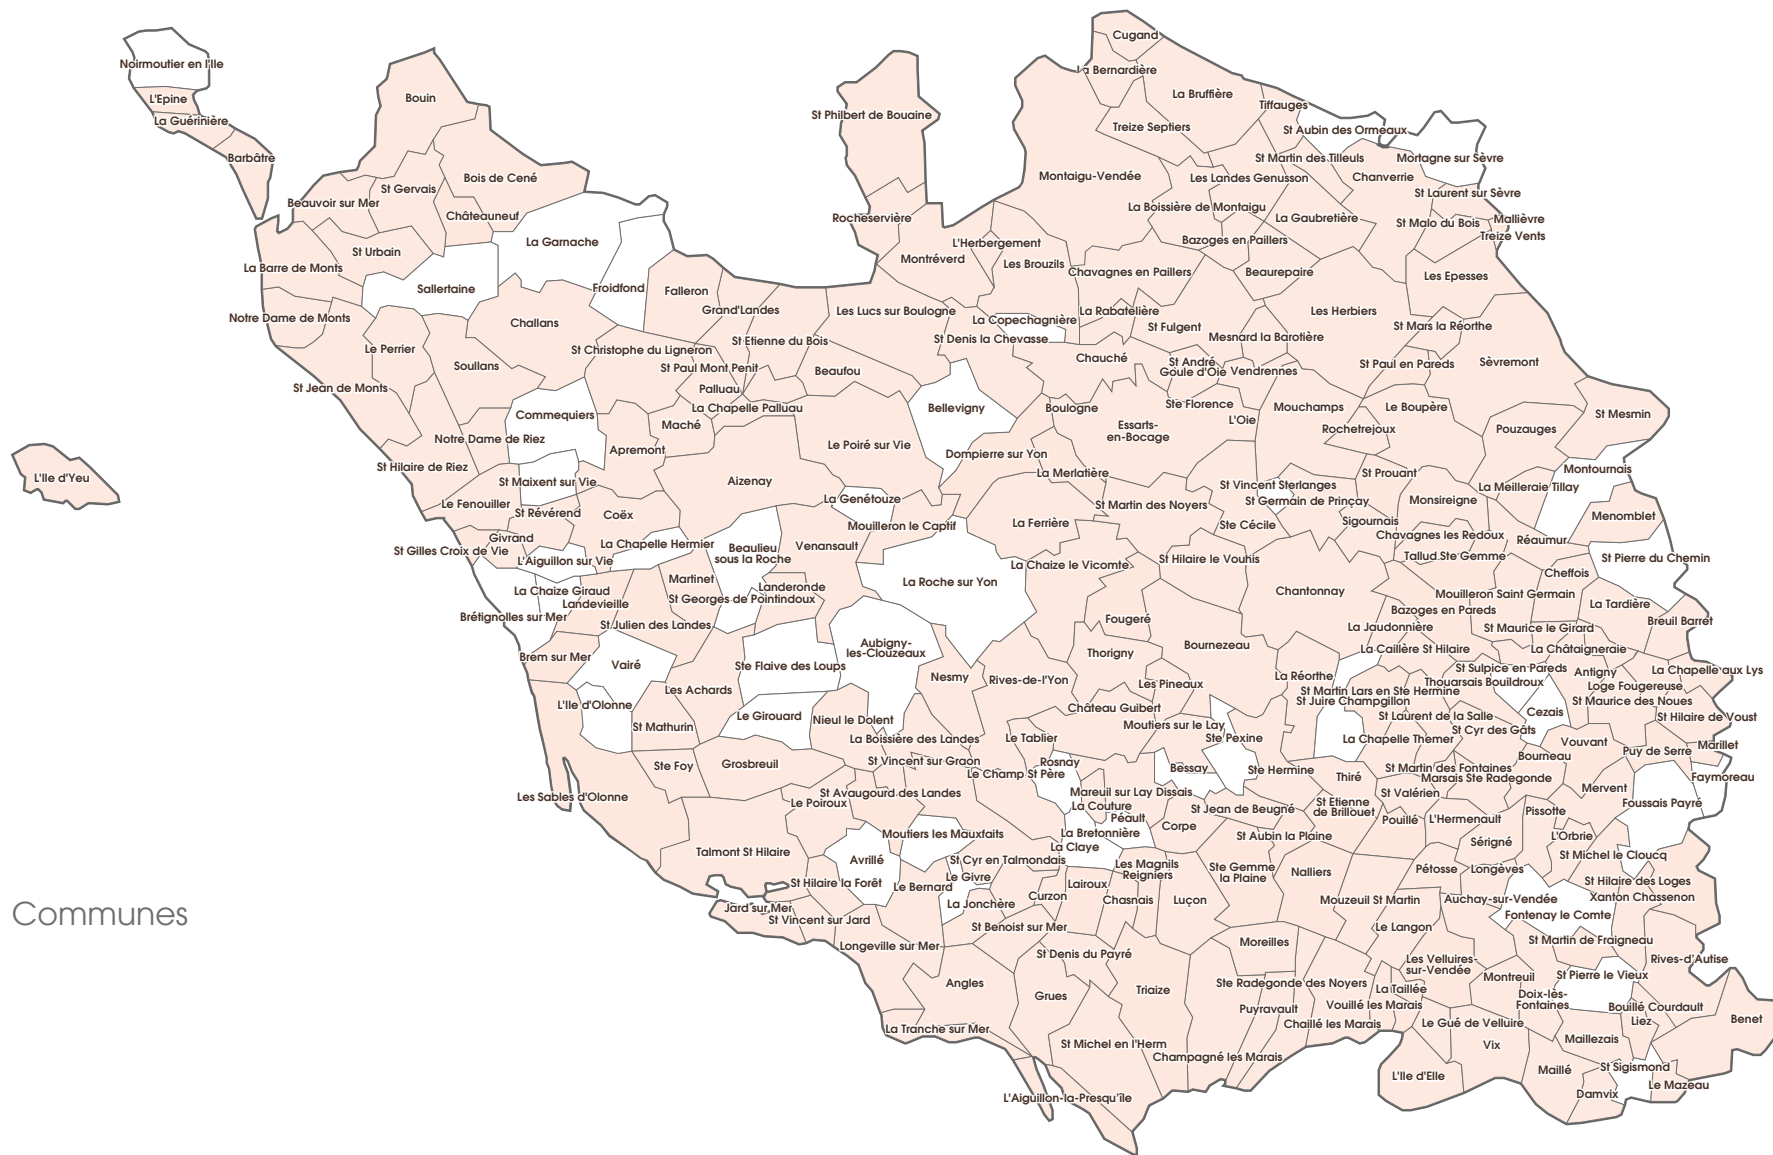 Cugand
Noirmoutier en l'Ile
La Bernardière
La Bruffière
L'Epine
Bouin
Tiffauges
St Philbert de Bouaine
La Guérinière
Treize Septiers
St Aubin des Ormeaux
Barbâtre
St Martin des Tilleuls
Mortagne sur Sèvre
Bois de Cené
Montaigu-Vendée
Les Landes Genusson
Chanverrie
St Gervais
St Laurent sur Sèvre
Beauvoir sur Mer
La Boissière de Montaigu
Châteauneuf
Rocheservière
La Gaubretière
St Malo du Bois
Mallièvre
Treize Vents
La Garnache
L'Herbergement
Bazoges en Paillers
St Urbain
Montréverd
Les Brouzils
La Barre de Monts
Chavagnes en Paillers
Beaurepaire
Les Epesses
Sallertaine
Froidfond
Falleron
Grand'Landes
Les Lucs sur Boulogne
La Rabatelière
Les Herbiers
Notre Dame de Monts
Challans
La Copechagnière
St Fulgent
St Mars la Réorthe
St Etienne du Bois
St Denis la Chevasse
Mesnard la Barotière
Le Perrier
St Christophe du Ligneron
Chauché
St André
Goule d'Oie
Vendrennes
St Paul en Pareds
Sèvremont
Soullans
St Paul Mont Penit
Beaufou
St Jean de Monts
Palluau
Commequiers
La Chapelle Palluau
Bellevigny
Boulogne
Ste Florence
L'Oie
Mouchamps
Le Boupère
St Mesmin
Maché
Essarts-
en-Bocage
Rochetrejoux
Pouzauges
Notre Dame de Riez
Apremont
Le Poiré sur Vie
Dompierre sur Yon
St Hilaire de Riez
La Merlatière
St Prouant
Montournais
L'Ile d'Yeu
St Maixent sur Vie
Aizenay
St Vincent Sterlanges
La Meilleraie Tillay
Le Fenouiller
La Genétouze
St Martin des Noyers
St Germain de Prinçay
Monsireigne
St Révérend
Coëx
Mouilleron le Captif
La Ferrière
Ste Cécile
Sigournais
Menomblet
Givrand
Chavagnes les Redoux
Réaumur
St Gilles Croix de Vie
La Chapelle Hermier
Beaulieu
sous la Roche
Venansault
L'Aiguillon sur Vie
La Chaize le Vicomte
St Hilaire le Vouhis
Tallud Ste Gemme
St Pierre du Chemin
Martinet
Landeronde
La Roche sur Yon
Cheffois
La Chaize Giraud
Landevieille
St Georges de Pointindoux
Chantonnay
Mouilleron Saint Germain
La Tardière
Brétignolles sur Mer
St Julien des Landes
Fougeré
Bazoges en Pareds
La Jaudonnière
St Maurice le Girard
Breuil Barret
Brem sur Mer
Vairé
Ste Flaive des Loups
Aubigny-
les-Clouzeaux
Thorigny
Bournezeau
La Caillère St Hilaire
La Châtaigneraie
Nesmy
Rives-de-l'Yon
La Réorthe
St Sulpice en Pareds
Antigny
La Chapelle aux Lys
Les Achards
Les Pineaux
Thouarsais Bouildroux
Loge Fougereuse
St Martin Lars en Ste Hermine
St Juire Champgillon
St Maurice des Noues
L'Ile d'Olonne
Château Guibert
Cezais
Le Girouard
Nieul le Dolent
St Laurent de la Salle
St Hilaire de Voust
St Mathurin
Moutiers sur le Lay
St Cyr des Gâts
La Boissière des Landes
Le Tablier
Ste Pexine
La Chapelle Themer
Vouvant
Puy de Serre
Marillet
Ste Foy
Grosbreuil
St Vincent sur Graon
Rosnay
Bessay
Ste Hermine
Bourneau
Le Champ St Père
Thiré
St Martin des Fontaines
Marsais Ste Radegonde
Faymoreau
Les Sables d'Olonne
St Avaugourd des Landes
Mareuil sur Lay Dissais
St Valérien
Mervent
Le Poiroux
La Couture
St Jean de Beugné
St Etienne
de Brillouet
Foussais Payré
Péault
Pouillé
L'Hermenault
Pissotte
Moutiers les Mauxfaits
La Bretonnière
La Claye
Corpe
St Aubin la Plaine
Sérigné
L'Orbrie
Talmont St Hilaire
Avrillé
St Cyr en Talmondais
Les Magnils
Reigniers
Ste Gemme
la Plaine
Nalliers
Pétosse
Longèves
St Michel le Cloucq
St Hilaire la Forêt
Le Bernard
Le Givre
Lairoux
St Hilaire des Loges
La Jonchère
Curzon
Chasnais
Luçon
Mouzeuil St Martin
Auchay-sur-Vendée
Xanton Chassenon
Communes
Jard sur Mer
St Vincent sur Jard
Fontenay le Comte
St Benoist sur Mer
Le Langon
Longeville sur Mer
Moreilles
St Martin de Fraigneau
St Denis du Payré
Les Velluires-
sur-Vendée
Rives-d'Autise
Angles
Grues
Triaize
Ste Radegonde des Noyers
La Taillée
Montreuil
St Pierre le Vieux
Puyravault
Vouillé les Marais
Doix-lès-
Fontaines
Bouillé Courdault
La Tranche sur Mer
Chaillé les Marais
Le Gué de Velluire
Liez
Benet
St Michel en l'Herm
Vix
Maillezais
Champagné les Marais
L'Ile d'Elle
Maillé
St Sigismond
Le Mazeau
L'Aiguillon-la-Presqu'île
Damvix